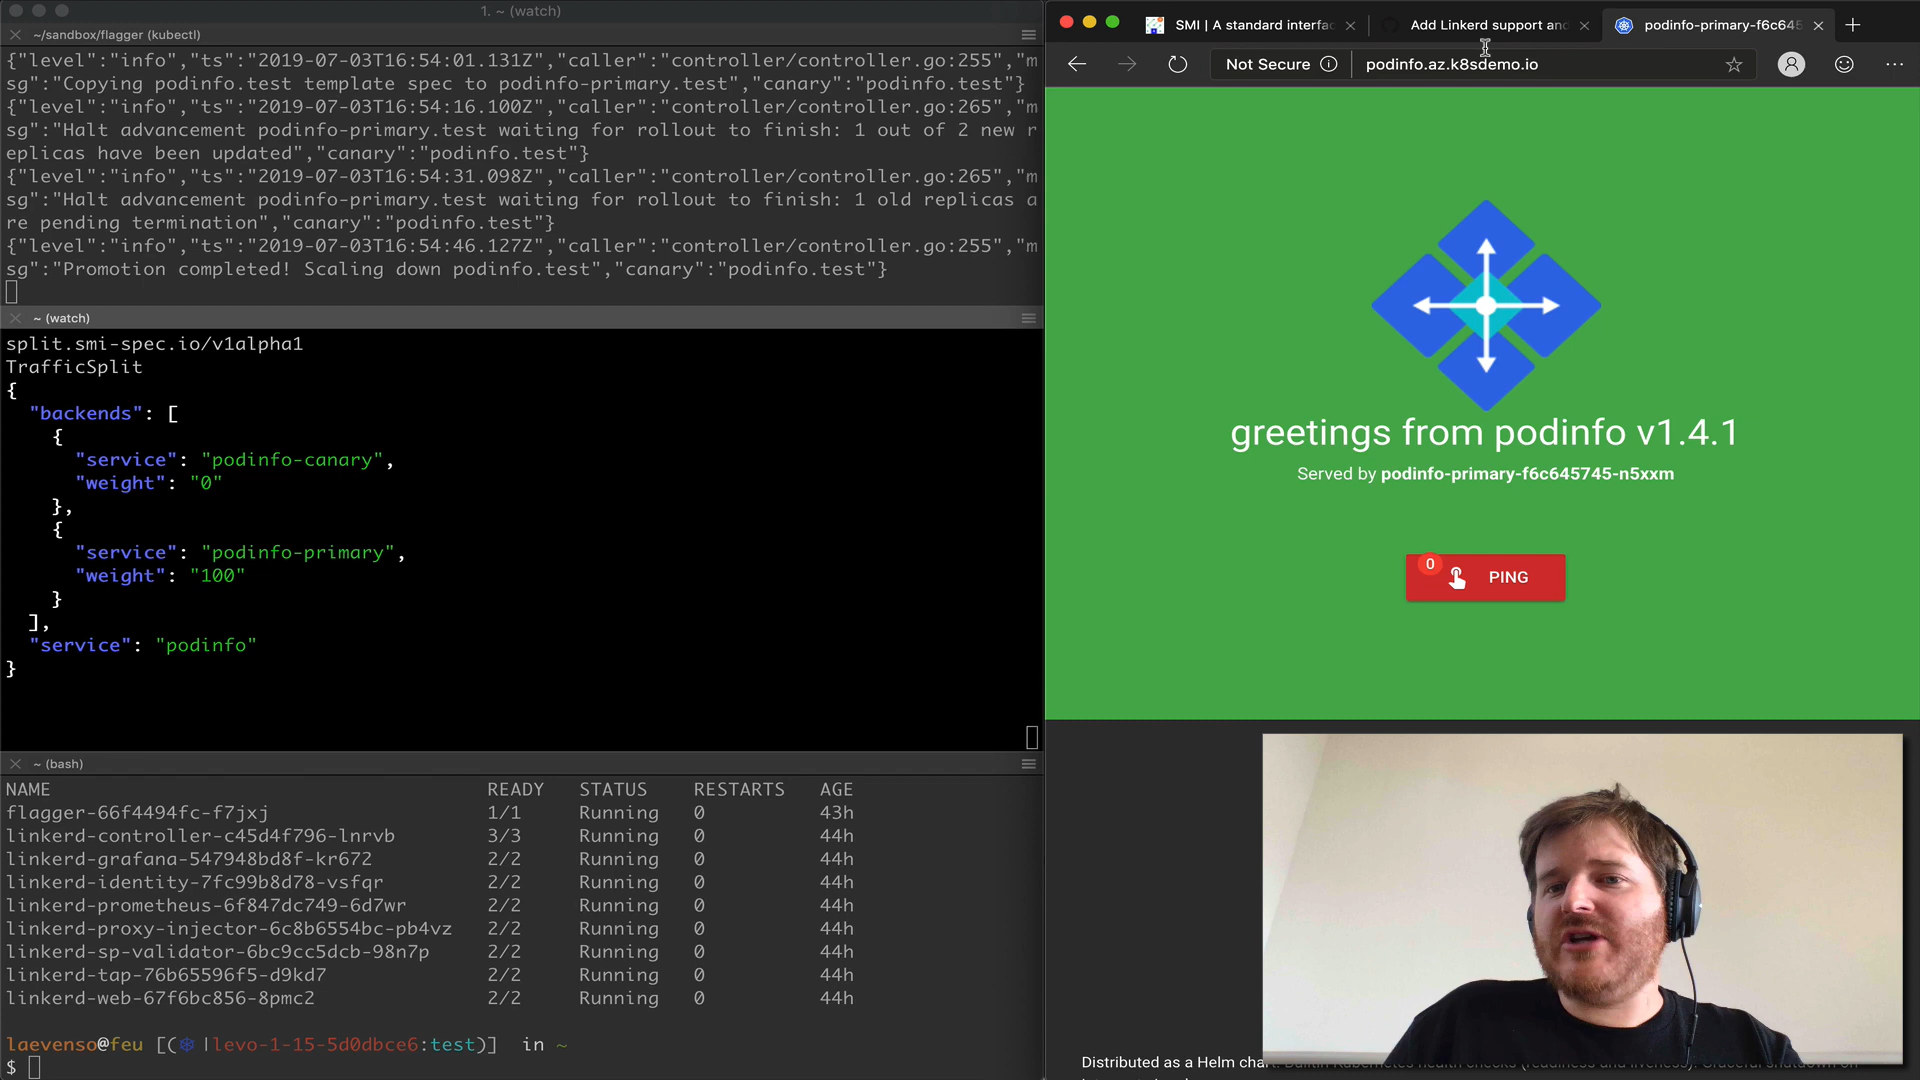 1. ~ (watch)
~/sandbox/flagger (kubectl)
{"level":"info","ts":"2019-07-03T16:54:01.131Z","caller":"controller/controller.go:255","m
sg":"Copying podinfo.test template spec to podinfo-primary.test","canary":"podinfo.test"}
{"level":"info","ts":"2019-07-03T16:54:16.100Z","caller":"controller/controller.go:265","m
sg":"Halt advancement podinfo-primary.test waiting for rollout to finish: 1 out of 2 new r
eplicas have been updated","canary":"podinfo.test"}
{"level":"info","ts":"2019-07-03T16:54:31.098Z","caller":"controller/controller.go:265","m
sg":"Halt advancement podinfo-primary.test waiting for rollout to finish: 1 old replicas a
re pending termination","canary":"podinfo.test"}
{"level":"info","ts":"2019-07-03T16:54:46.127Z","caller":"controller/controller.go:255","m
sg":"Promotion completed! Scaling down podinfo.test","canary":"podinfo.test"}
~ (watch)
split.smi-spec.io/v1alpha1
TrafficSplit
{
"backends": [
{
"service": "podinfo-canary",
"weight": "0"
},
{
"service": "podinfo-primary",
"weight": "100"
}
],
"service": "podinfo"
}
~ (bash)
NAME READY STATUS RESTARTS AGE
flagger-66f4494fc-f7jxj 1/1 Running 0 43h
linkerd-controller-c45d4f796-lnrvb 3/3 Running 0 44h
linkerd-grafana-547948bd8f-kr672 2/2 Running 0 44h
linkerd-identity-7fc99b8d78-vsfqr 2/2 Running 0 44h
linkerd-prometheus-6f847dc749-6d7wr 2/2 Running 0 44h
linkerd-proxy-injector-6c8b6554bc-pb4vz 2/2 Running 0 44h
linkerd-sp-validator-6bc9cc5dcb-98n7p 2/2 Running 0 44h
linkerd-tap-76b65596f5-d9kd7 2/2 Running 0 44h
linkerd-web-67f6bc856-8pmc2 2/2 Running 0 44h
laevenso@feu [(|levo-1-15-5d0dbce6:test)] in ~
$
SMI | A standard interfac
Add Linkerd support and
podinfo-primary-f6c645
Not Secure
podinfo.az.k8sdemo.io
greetings from podinfo v1.4.1
Served by podinfo-primary-f6c645745-n5xxm
0 PING
Distributed as a Helm